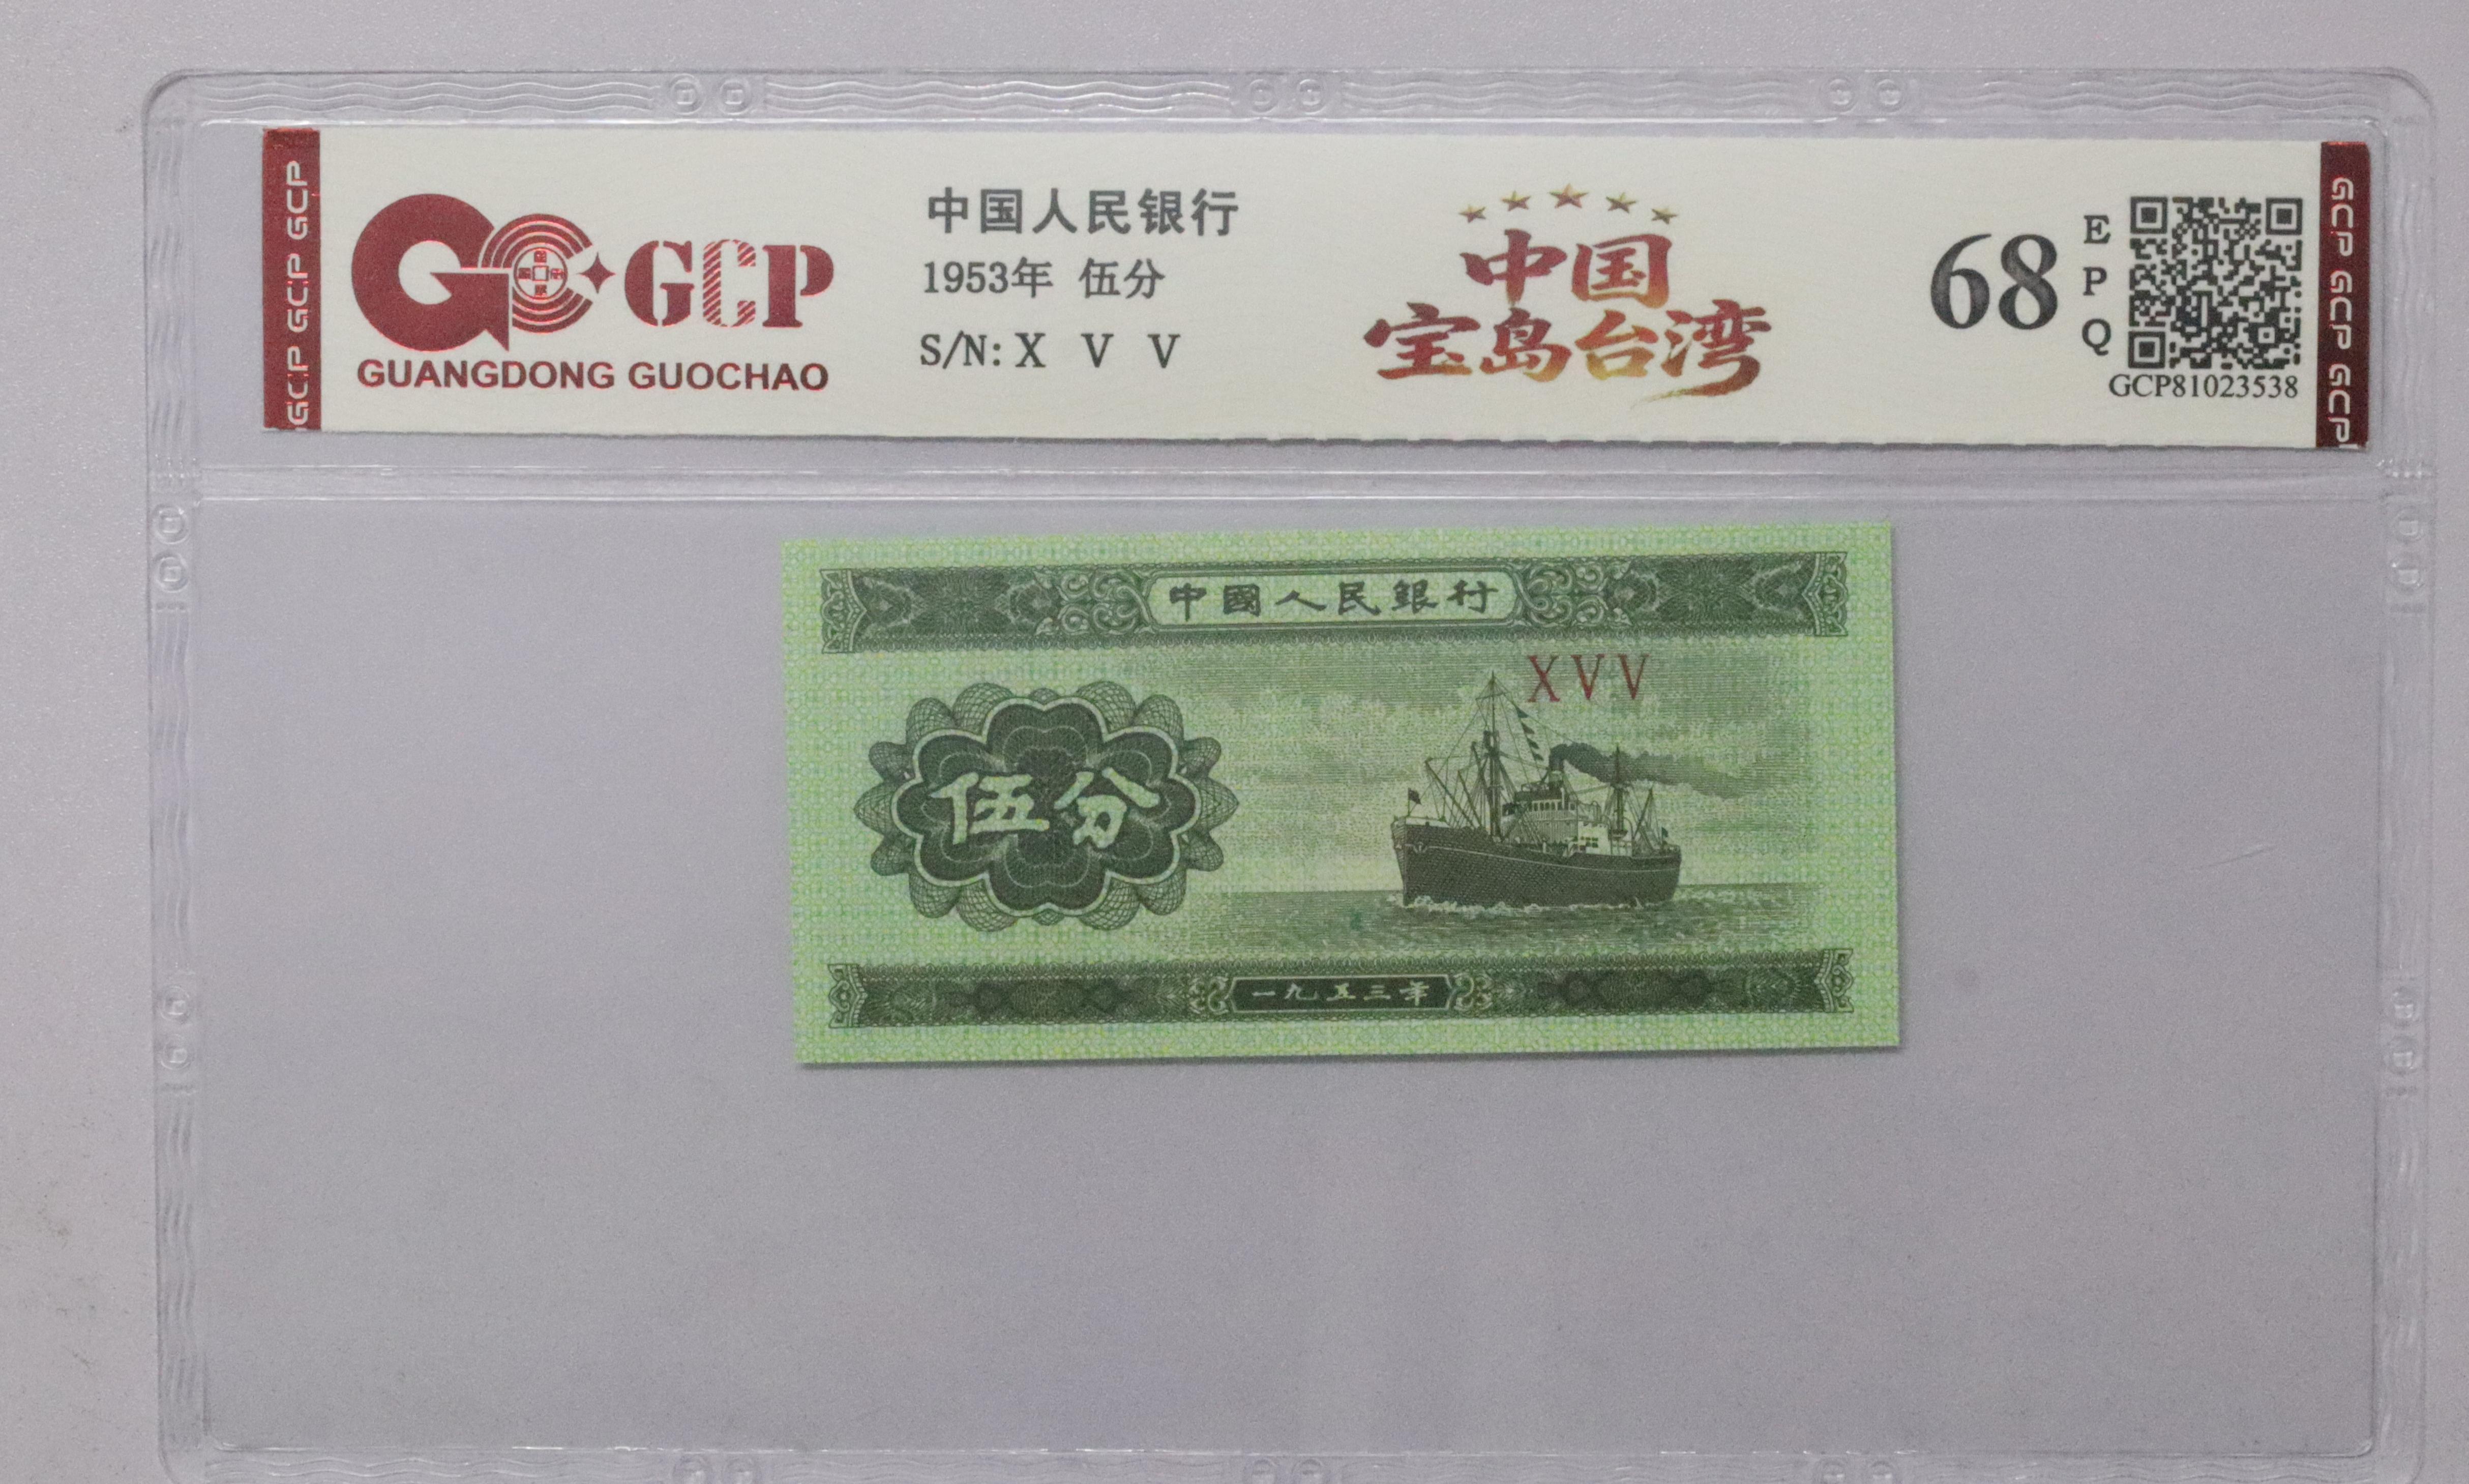 GCP GCP GCP
GCP
GUANGDONG GUOCHAO
中国人民银行
1953年 伍分
S/N: X V V
中国
宝岛台湾
68
E
P
Q
GCP81023538
GCP GCP GCP
中國人民銀行
XVV
伍分
一九五三年